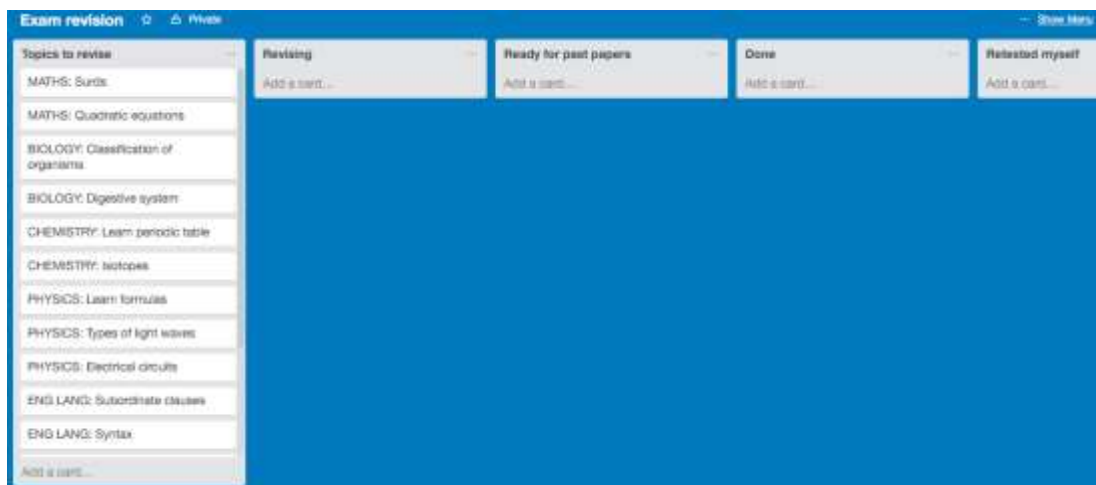 Exam revision Private Show Menu
Topics to revise
MATHS: Surds
MATHS: Quadratic equations
BIOLOGY: Classification of
organisms
BIOLOGY: Digestive system
CHEMISTRY: Learn periodic table
CHEMISTRY: Isotopes
PHYSICS: Learn formulas
PHYSICS: Types of light waves
PHYSICS: Electrical circuits
ENG LANG: Subordinate clauses
ENG LANG: Syntax
Add a card...
Revising
Add a card...
Ready for past papers
Add a card...
Done
Add a card...
Retested myself
Add a card...